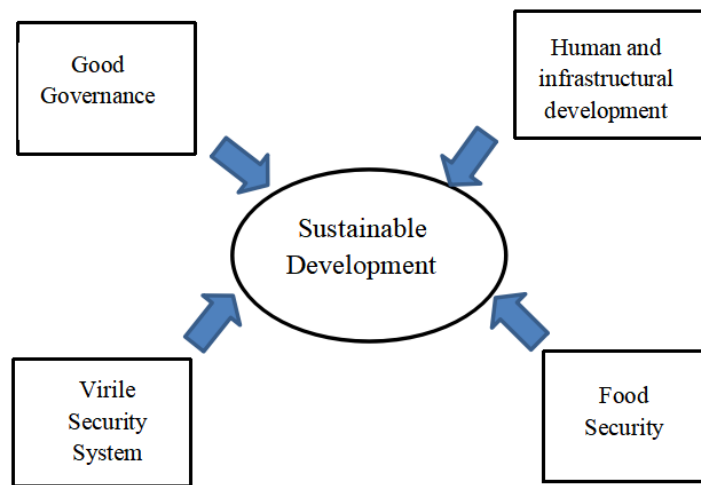 Good
Governance
Human and
infrastructural
development
Sustainable
Development
Virile
Security
System
Food
Security